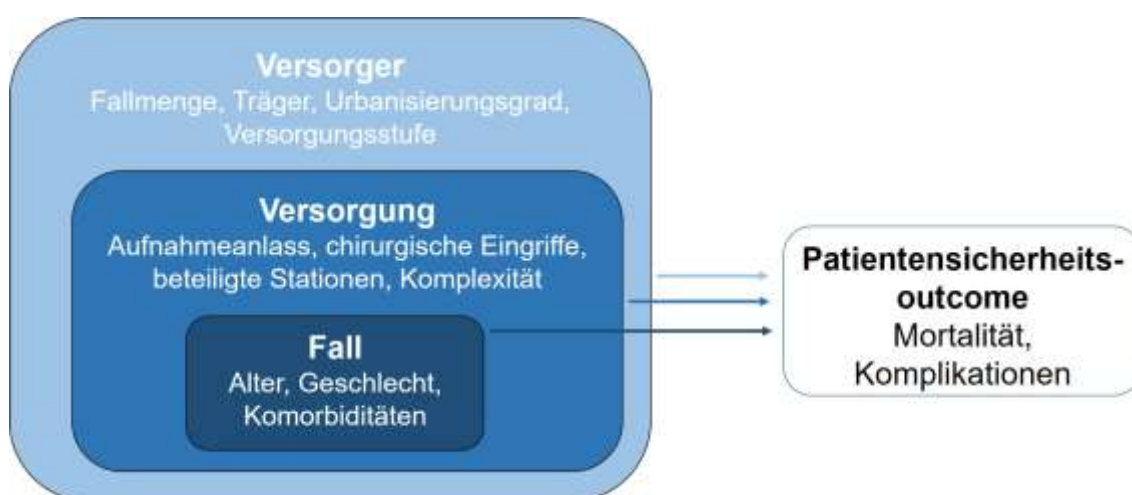 Versorger
Fallmenge, Träger, Urbanisierungsgrad,
Versorgungsstufe
Versorgung
Aufnahmeanlass, chirurgische Eingriffe,
beteiligte Stationen, Komplexität
Fall
Alter, Geschlecht,
Komorbiditäten
Patientensicherheits-
outcome
Mortalität,
Komplikationen